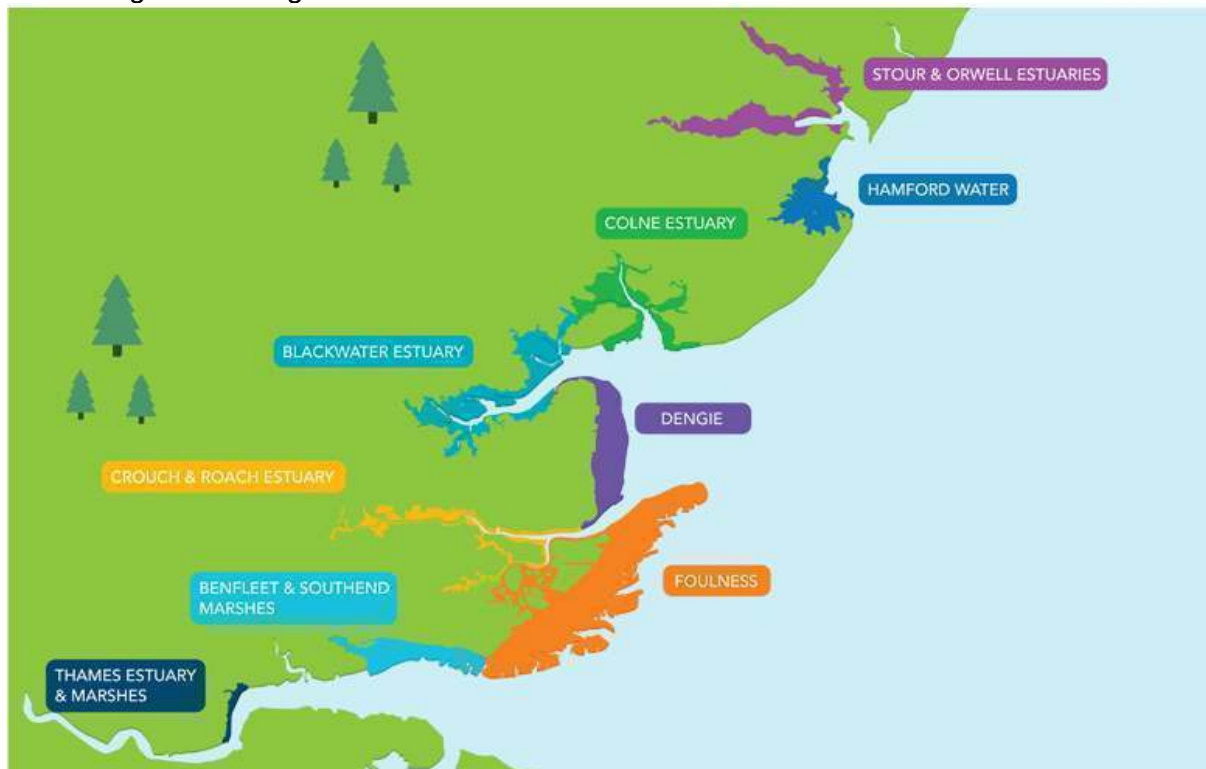 STOUR & ORWELL ESTUARIES
HAMFORD WATER
COLNE ESTUARY
BLACKWATER ESTUARY
DENGIE
CROUCH & ROACH ESTUARY
FOULNESS
BENFLEET & SOUTHEND
MARSHES
THAMES ESTUARY
& MARSHES